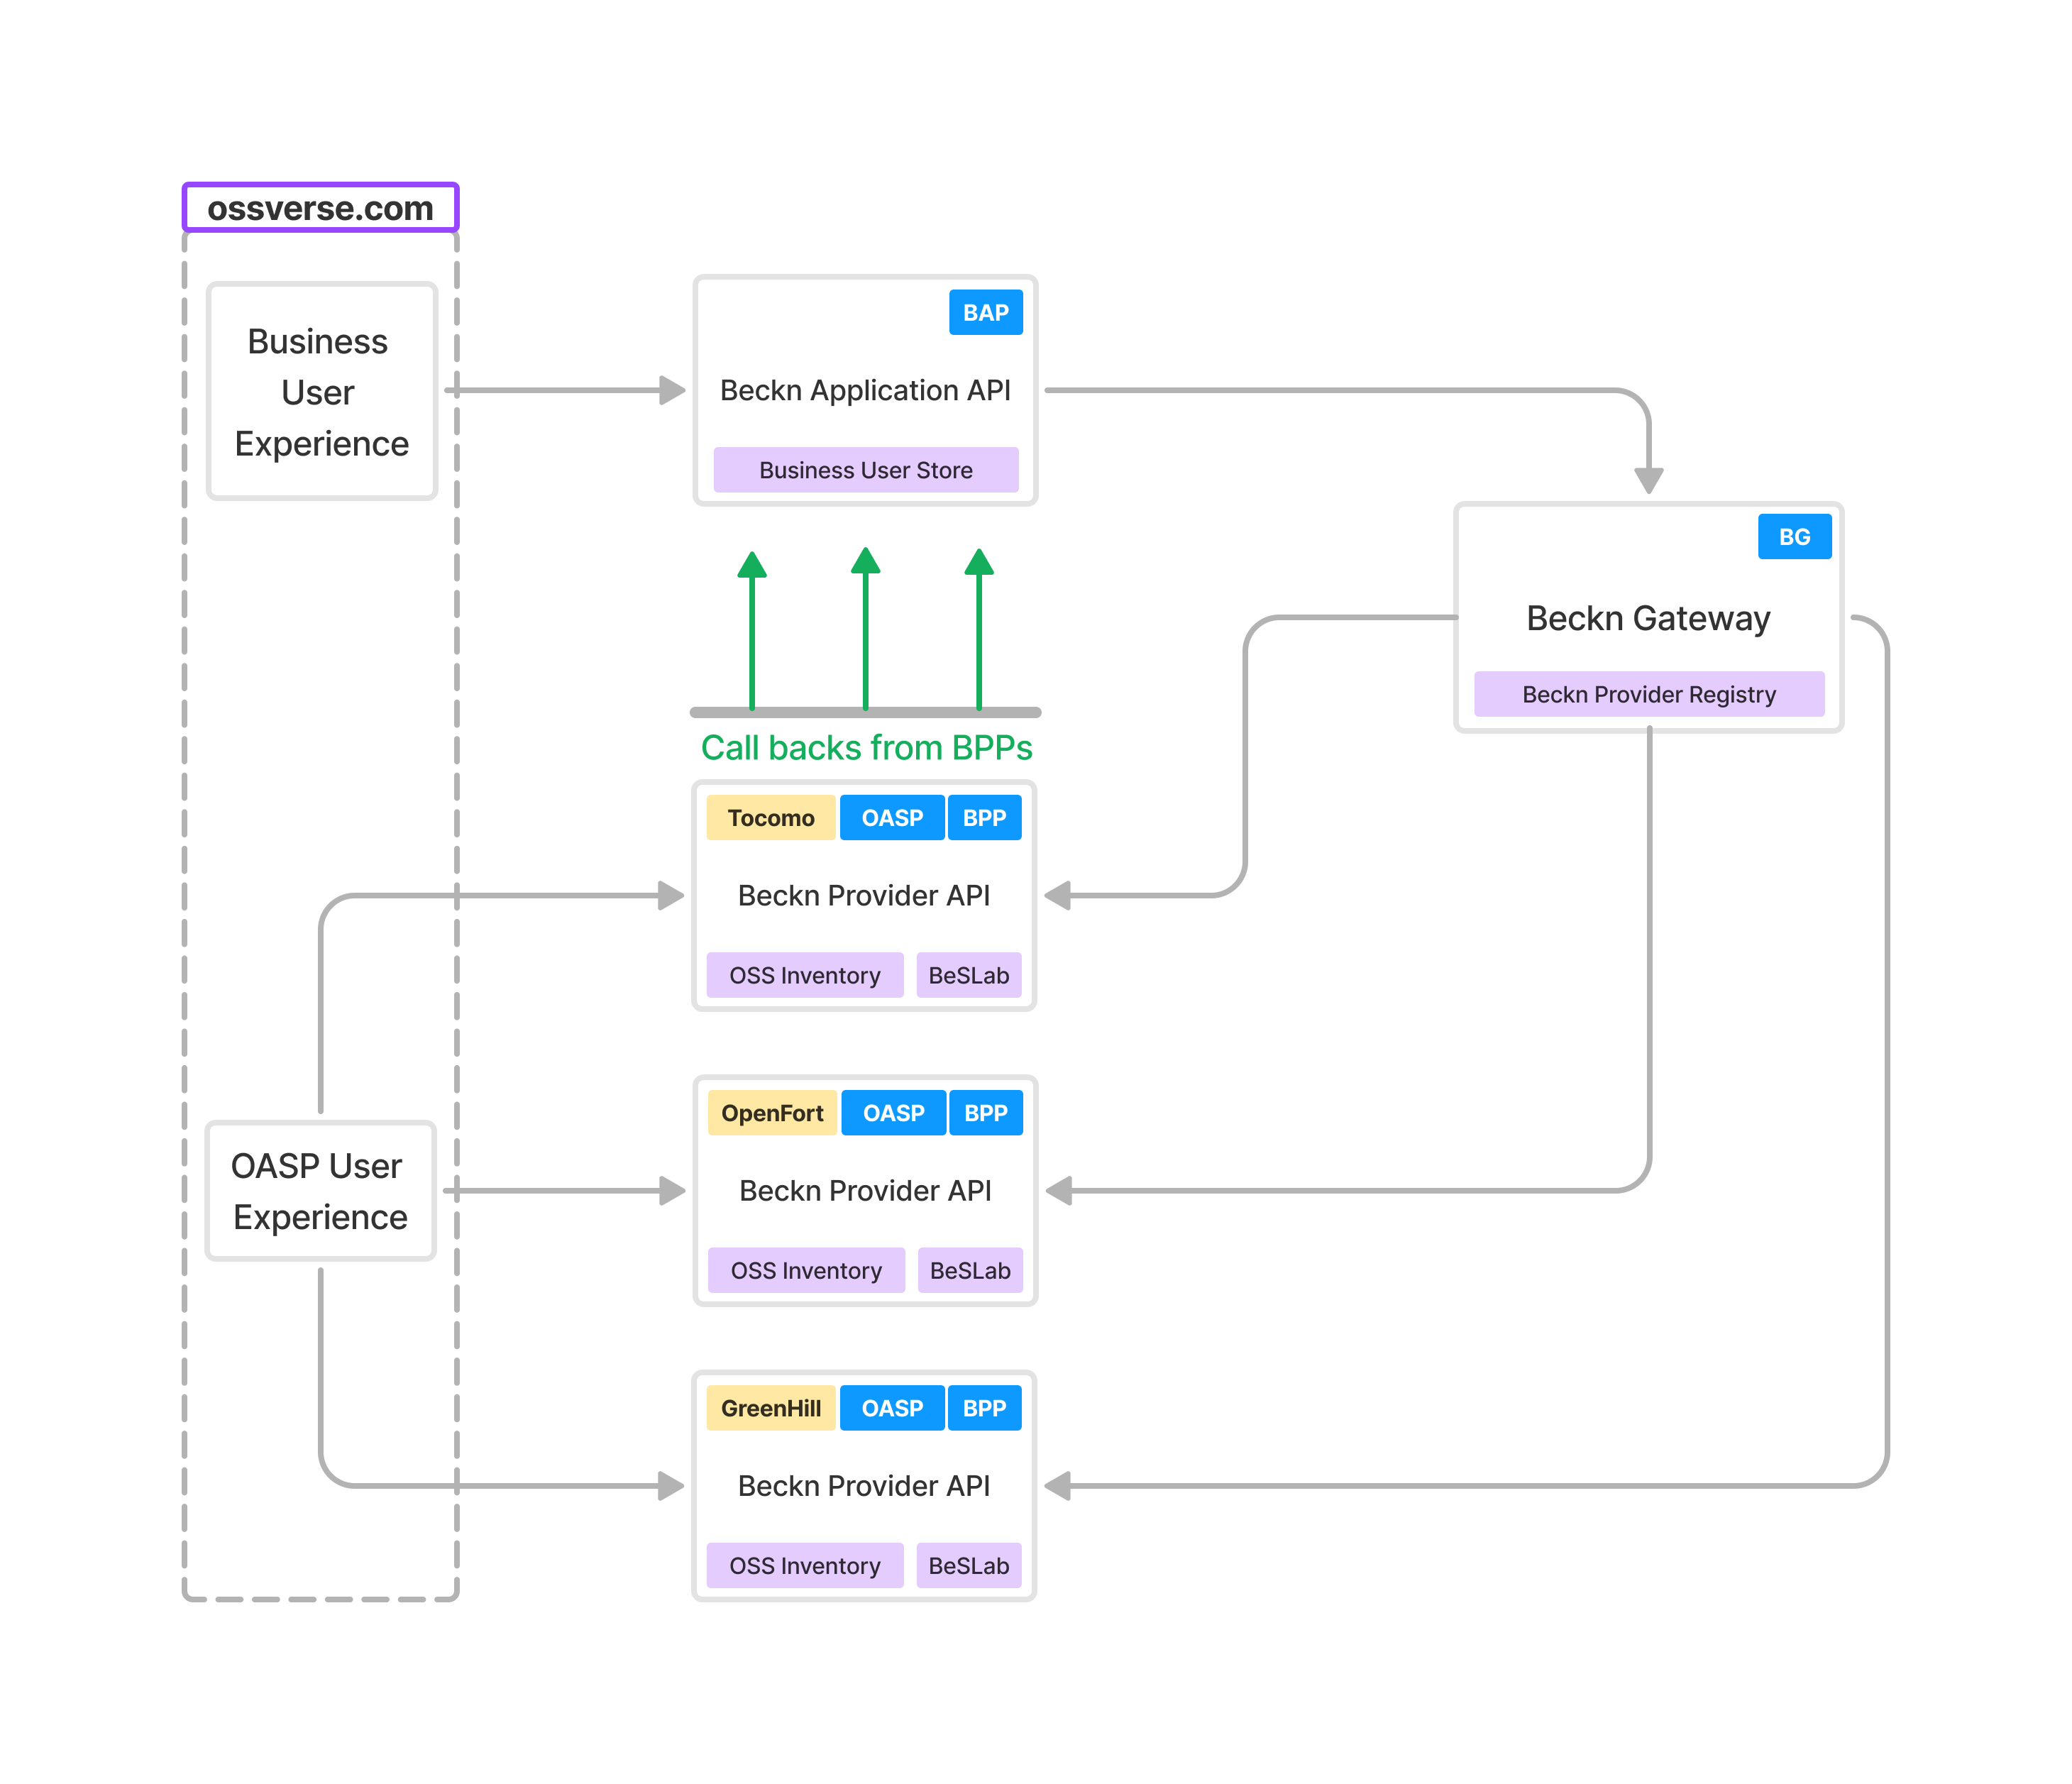 ossverse.com
Business
User
Experience
BAP
Beckn Application API
Business User Store
BG
Beckn Gateway
Beckn Provider Registry
Call backs from BPPs
Tocomo OASP BPP
Beckn Provider API
OSS Inventory BeSLab
OASP User
Experience
OpenFort OASP BPP
Beckn Provider API
OSS Inventory BeSLab
GreenHill OASP BPP
Beckn Provider API
OSS Inventory BeSLab